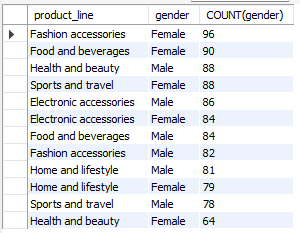 product_line gender COUNT(gender)
Fashion accessories Female 96
Food and beverages Female 90
Health and beauty Male 88
Sports and travel Female 88
Electronic accessories Male 86
Electronic accessories Female 84
Food and beverages Male 84
Fashion accessories Male 82
Home and lifestyle Male 81
Home and lifestyle Female 79
Sports and travel Male 78
Health and beauty Female 64